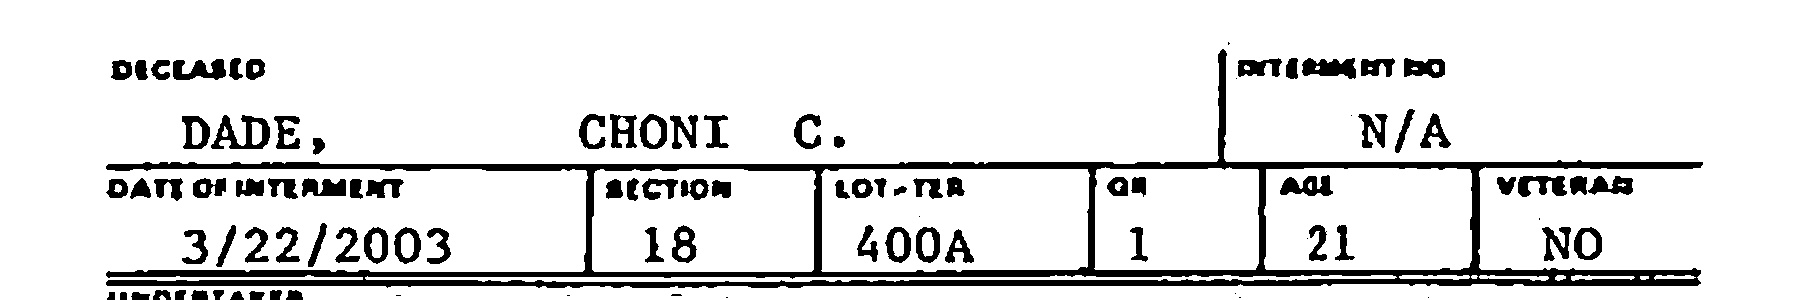 DECEASED INTERMENT NO
DADE, CHONI C. N/A
DATE OF INTERMENT SECTION LOT-TER GR AGE VETERAN
3/22/2003 18 400A 1 21 NO
UNDERTAKER